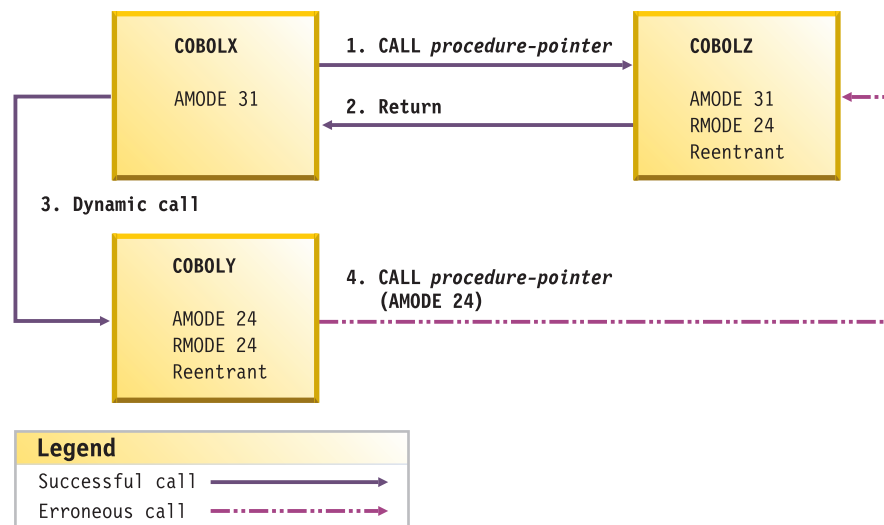 COBOLX
AMODE 31
1. CALL procedure-pointer
2. Return
COBOLZ
AMODE 31
RMODE 24
Reentrant
3. Dynamic call
COBOLY
AMODE 24
RMODE 24
Reentrant
4. CALL procedure-pointer
(AMODE 24)
Legend
Successful call
Erroneous call